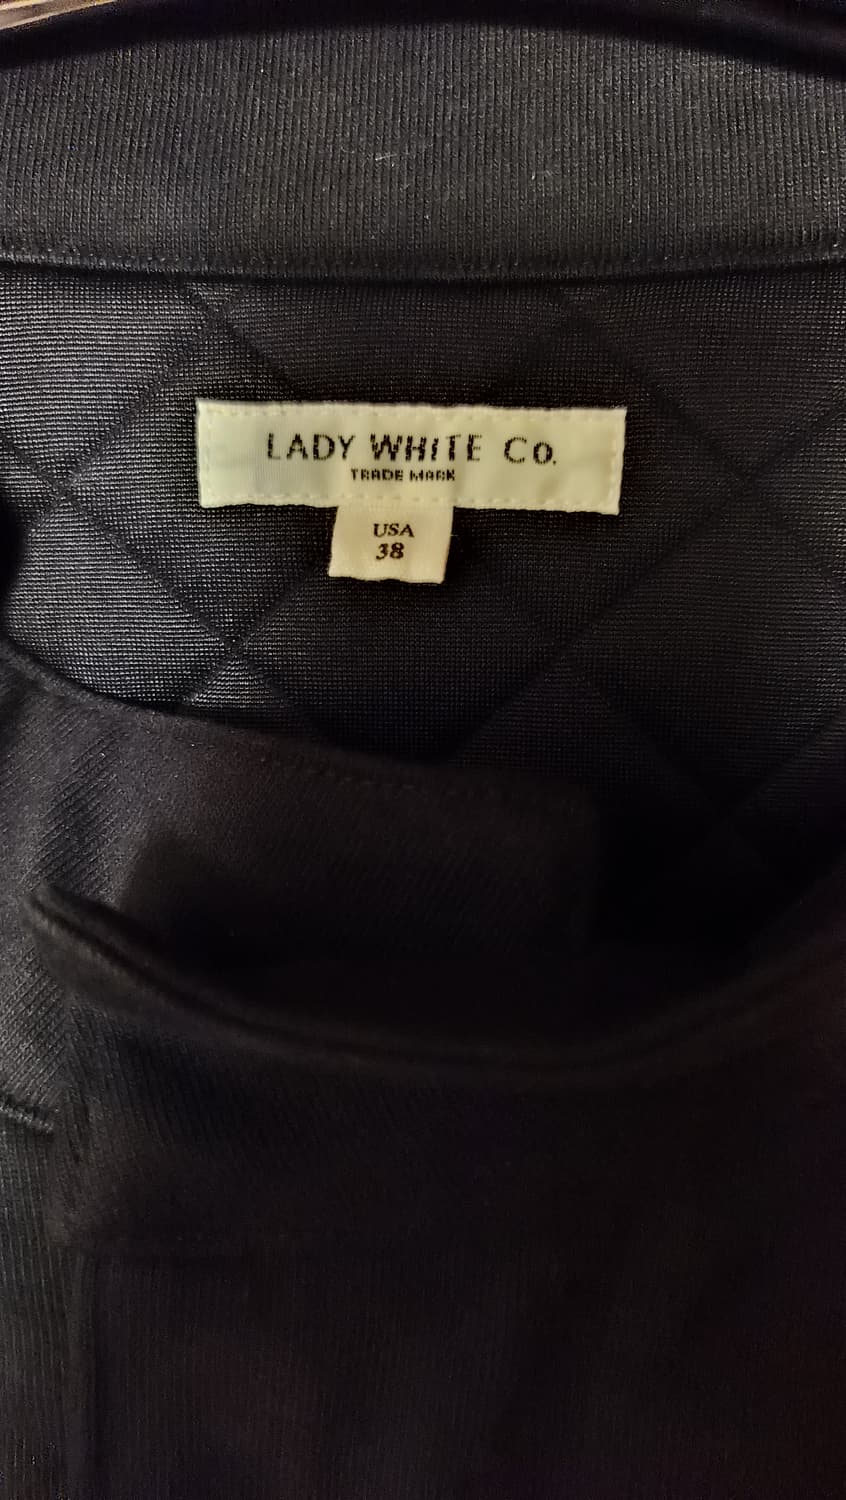 LADY WHITE Co.
TRADE MARK
USA
38